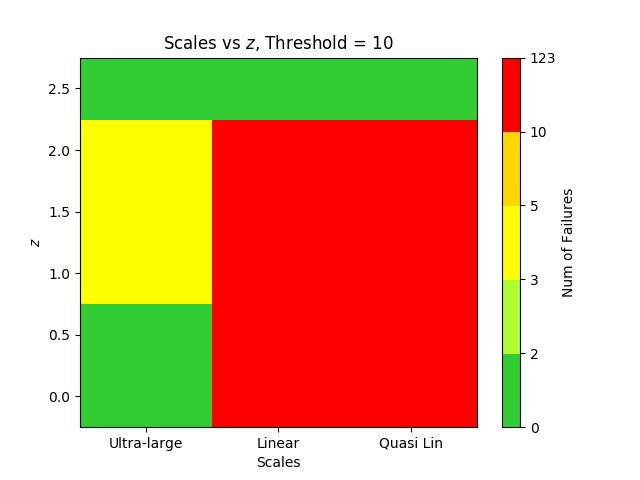 Scales vs z, Threshold = 10
2.5
2.0
1.5
1.0
0.5
0.0
z
Ultra-large
Linear
Quasi Lin
Scales
123
10
5
3
2
0
Num of Failures